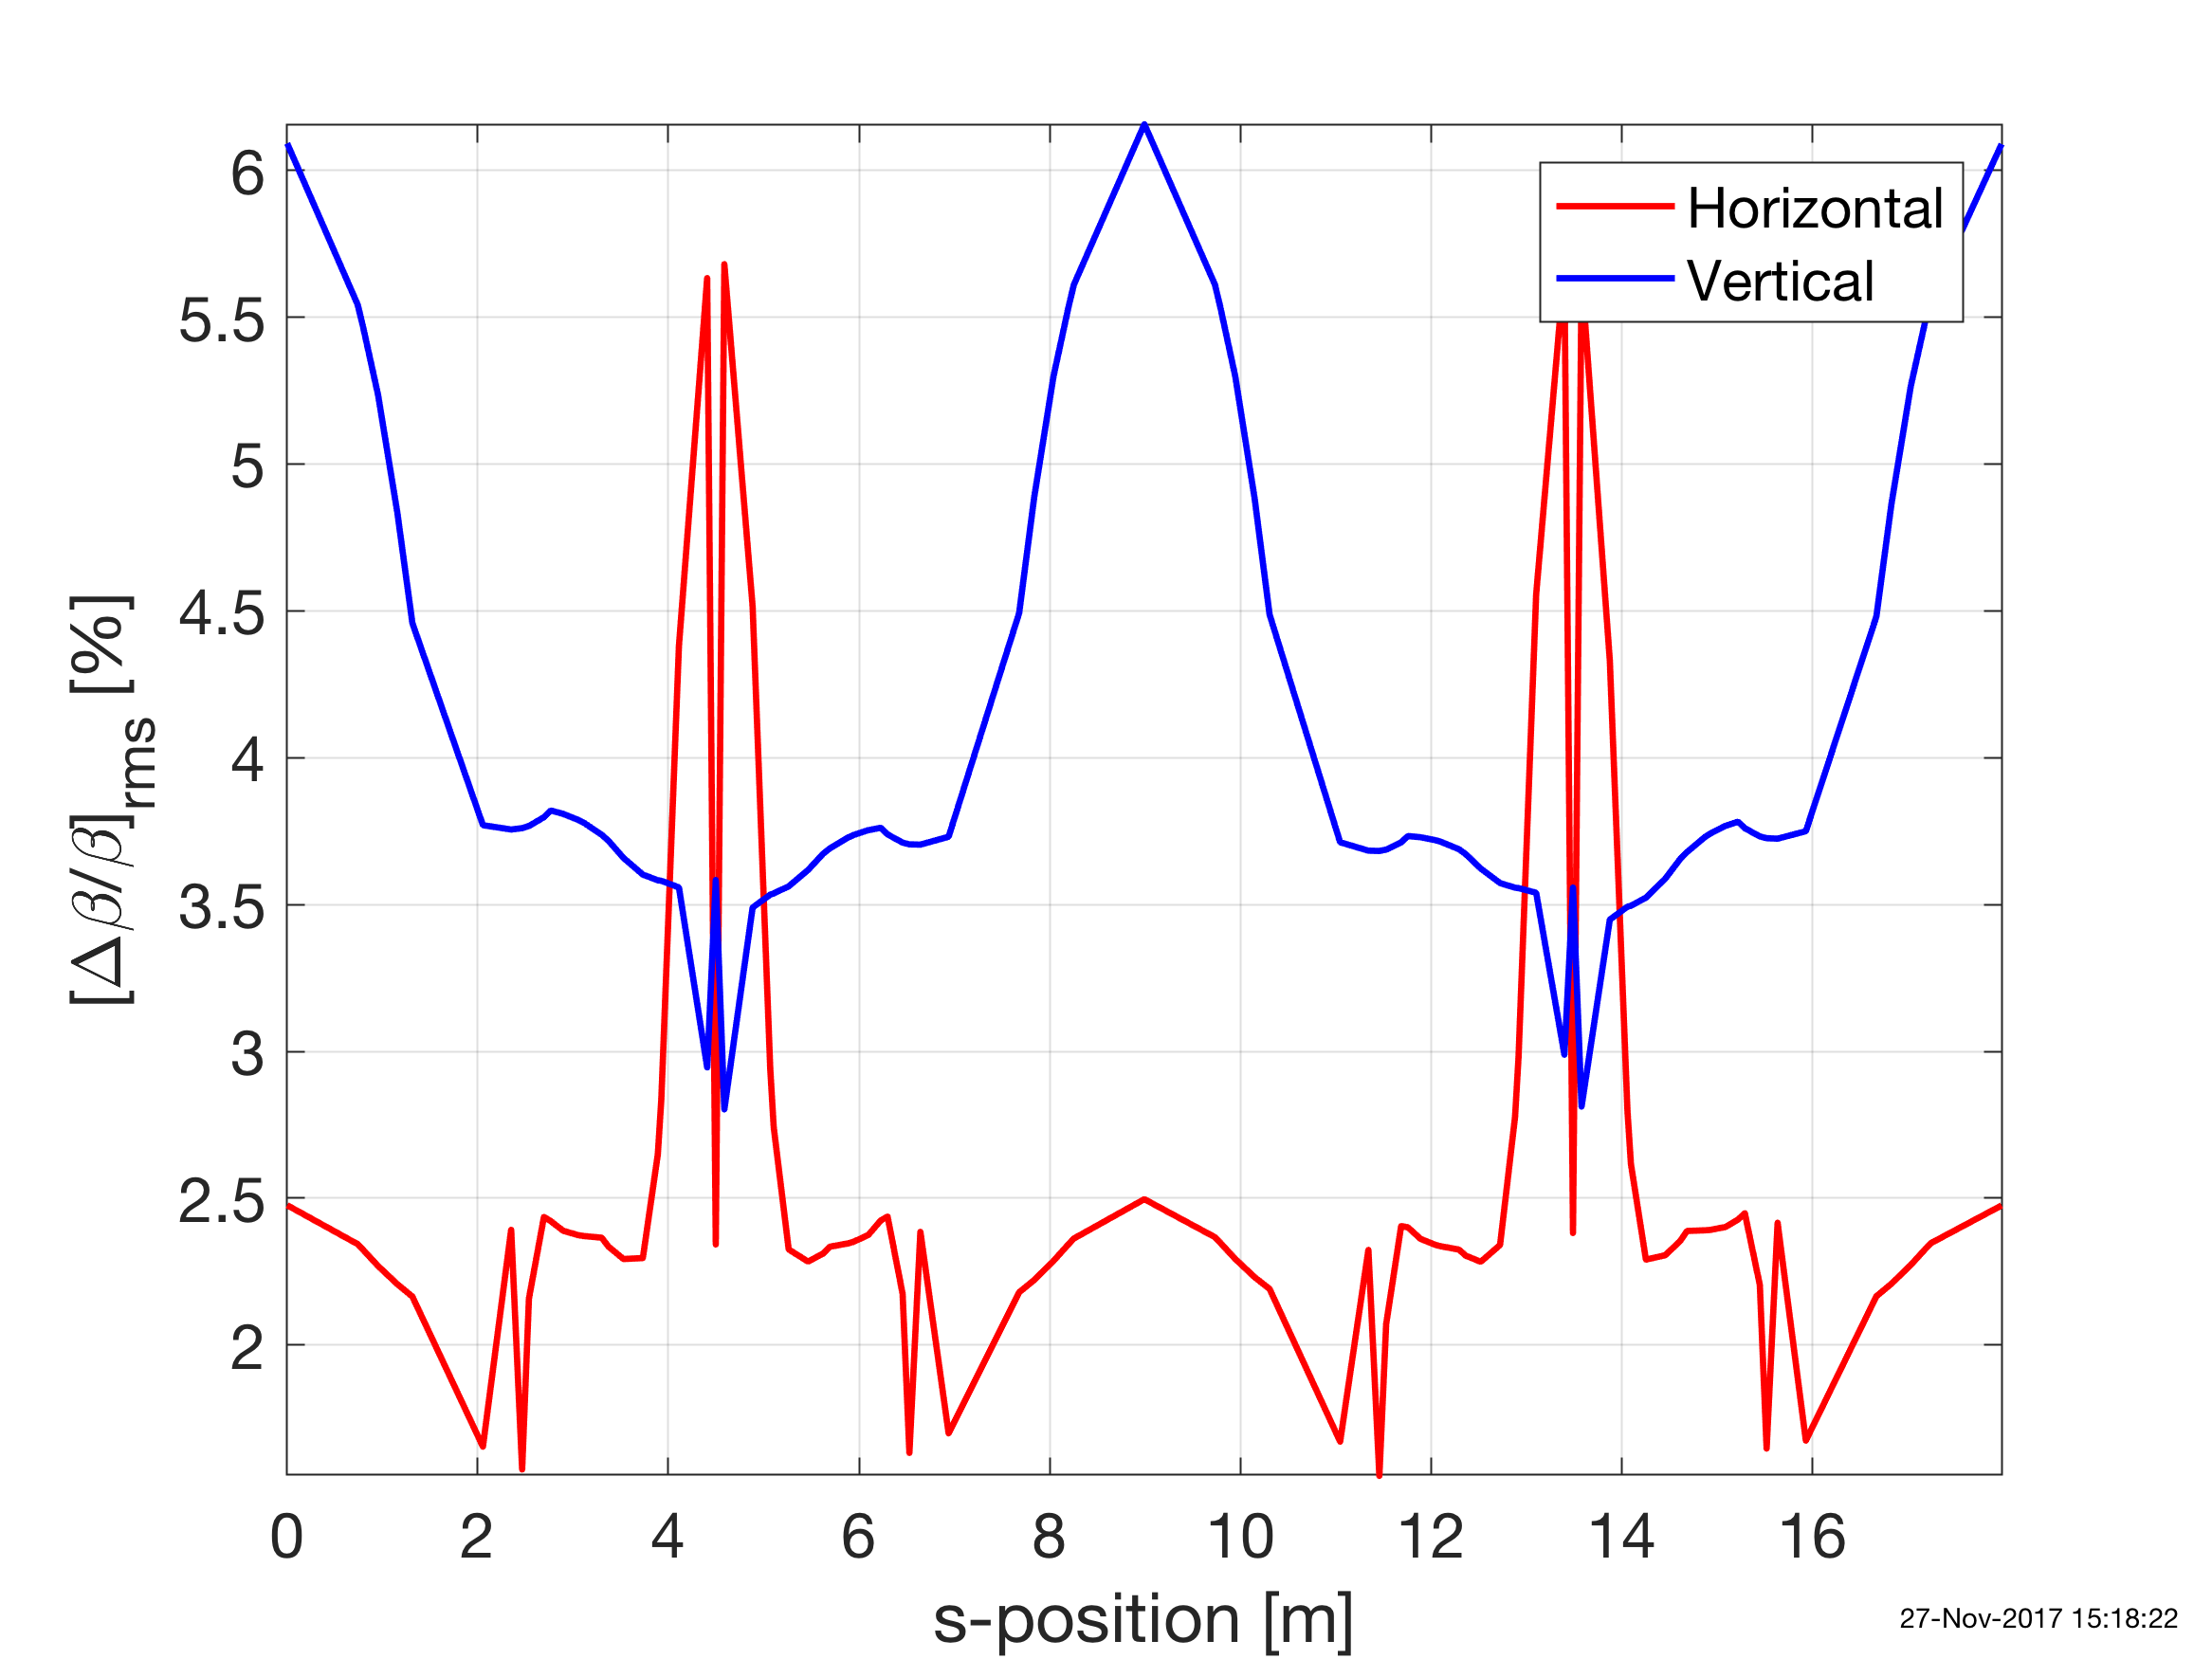 Horizontal
Vertical
6
5.5
5
4.5
4
3.5
3
2.5
2
[Δβ/β]rms [%]
0 2 4 6 8 10 12 14 16
s-position [m]
27-Nov-2017 15:18:22